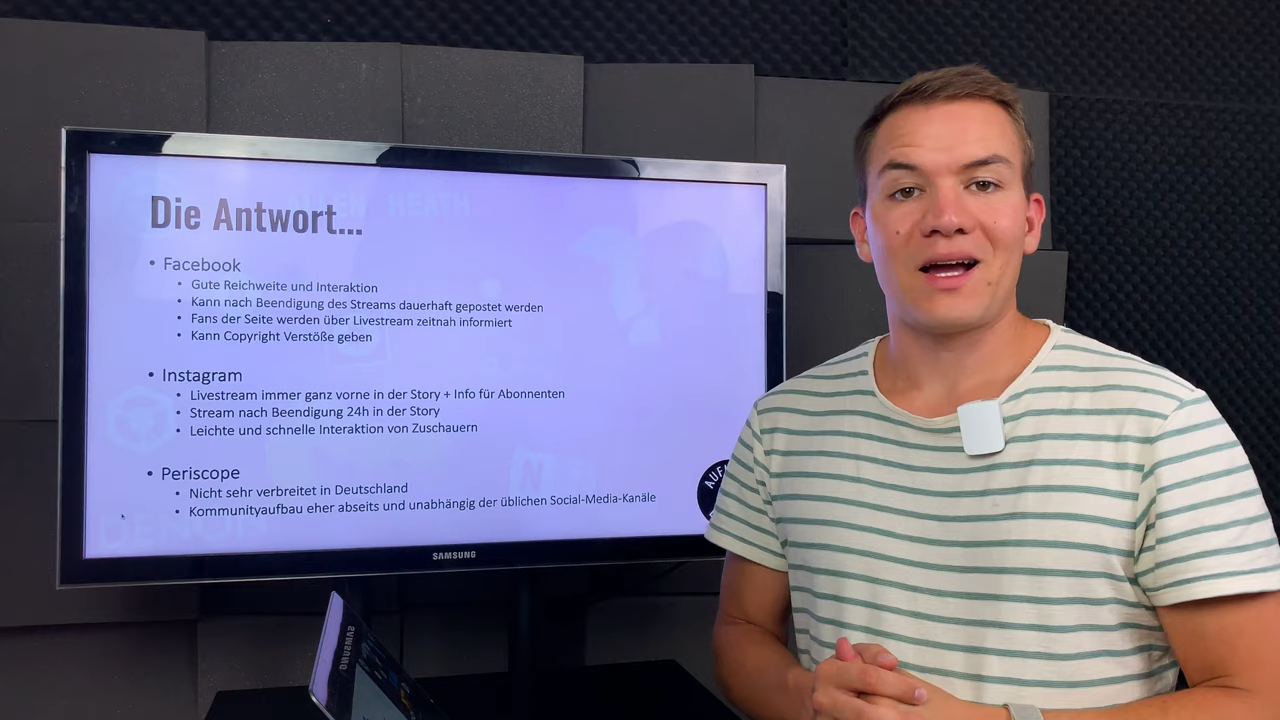 Die Antwort...
• Facebook
• Gute Reichweite und Interaktion
• Kann nach Beendigung des Streams dauerhaft gepostet werden
• Fans der Seite werden über Livestream zeitnah informiert
• Kann Copyright Verstöße geben
• Instagram
• Livestream immer ganz vorne in der Story + Info für Abonnenten
• Stream nach Beendigung 24h in der Story
• Leichte und schnelle Interaktion von Zuschauern
• Periscope
• Nicht sehr verbreitet in Deutschland
• Kommunityaufbau eher abseits und unabhängig der üblichen Social-Media-Kanäle
SAMSUNG
SAMSUNG